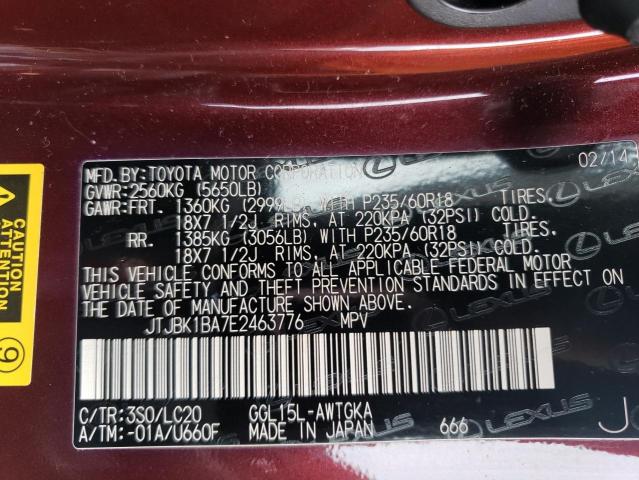 02/14
MFD.BY:TOYOTA MOTOR CORPORATION
GVWR:2560KG (5650LB)
GAWR:FRT. 1360KG (2999LB) WITH P235/60R18 TIRES.
18X7 1/2J RIMS, AT 220KPA (32PSI) COLD.
RR. 1385KG (3056LB) WITH P235/60R18 TIRES.
18X7 1/2J RIMS, AT 220KPA (32PSI) COLD.
THIS VEHICLE CONFORMS TO ALL APPLICABLE FEDERAL MOTOR
VEHICLE SAFETY AND THEFT PREVENTION STANDARDS IN EFFECT ON
THE DATE OF MANUFACTURE SHOWN ABOVE.
JTJBK1BA7E2463776 MPV
C/TR:3S0/LC20 GGL15L-AWTGKA
A/TM:-01A/U660F MADE IN JAPAN 666 J
ATTENTION
9
LEXUS